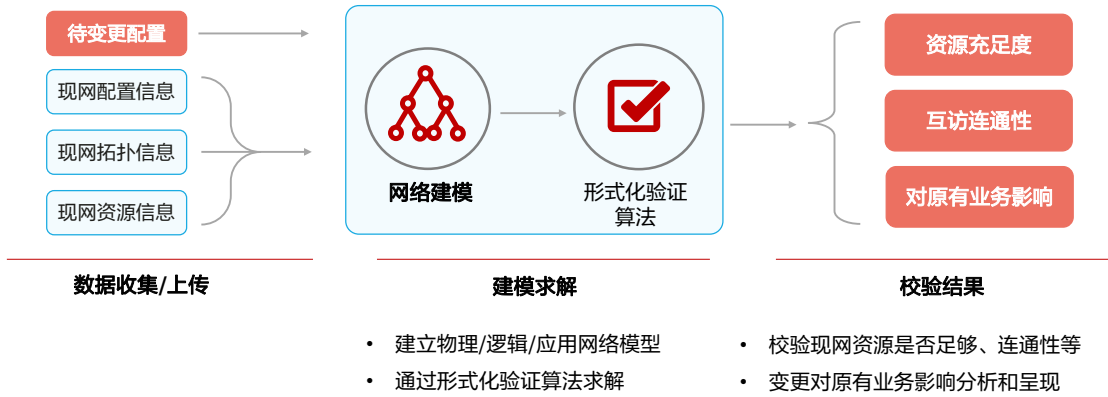 待变更配置
现网配置信息
现网拓扑信息
现网资源信息
数据收集/上传
网络建模
形式化验证
算法
建模求解
• 建立物理/逻辑/应用网络模型
• 通过形式化验证算法求解
资源充足度
互访连通性
对原有业务影响
校验结果
• 校验现网资源是否足够、连通性等
• 变更对原有业务影响分析和呈现